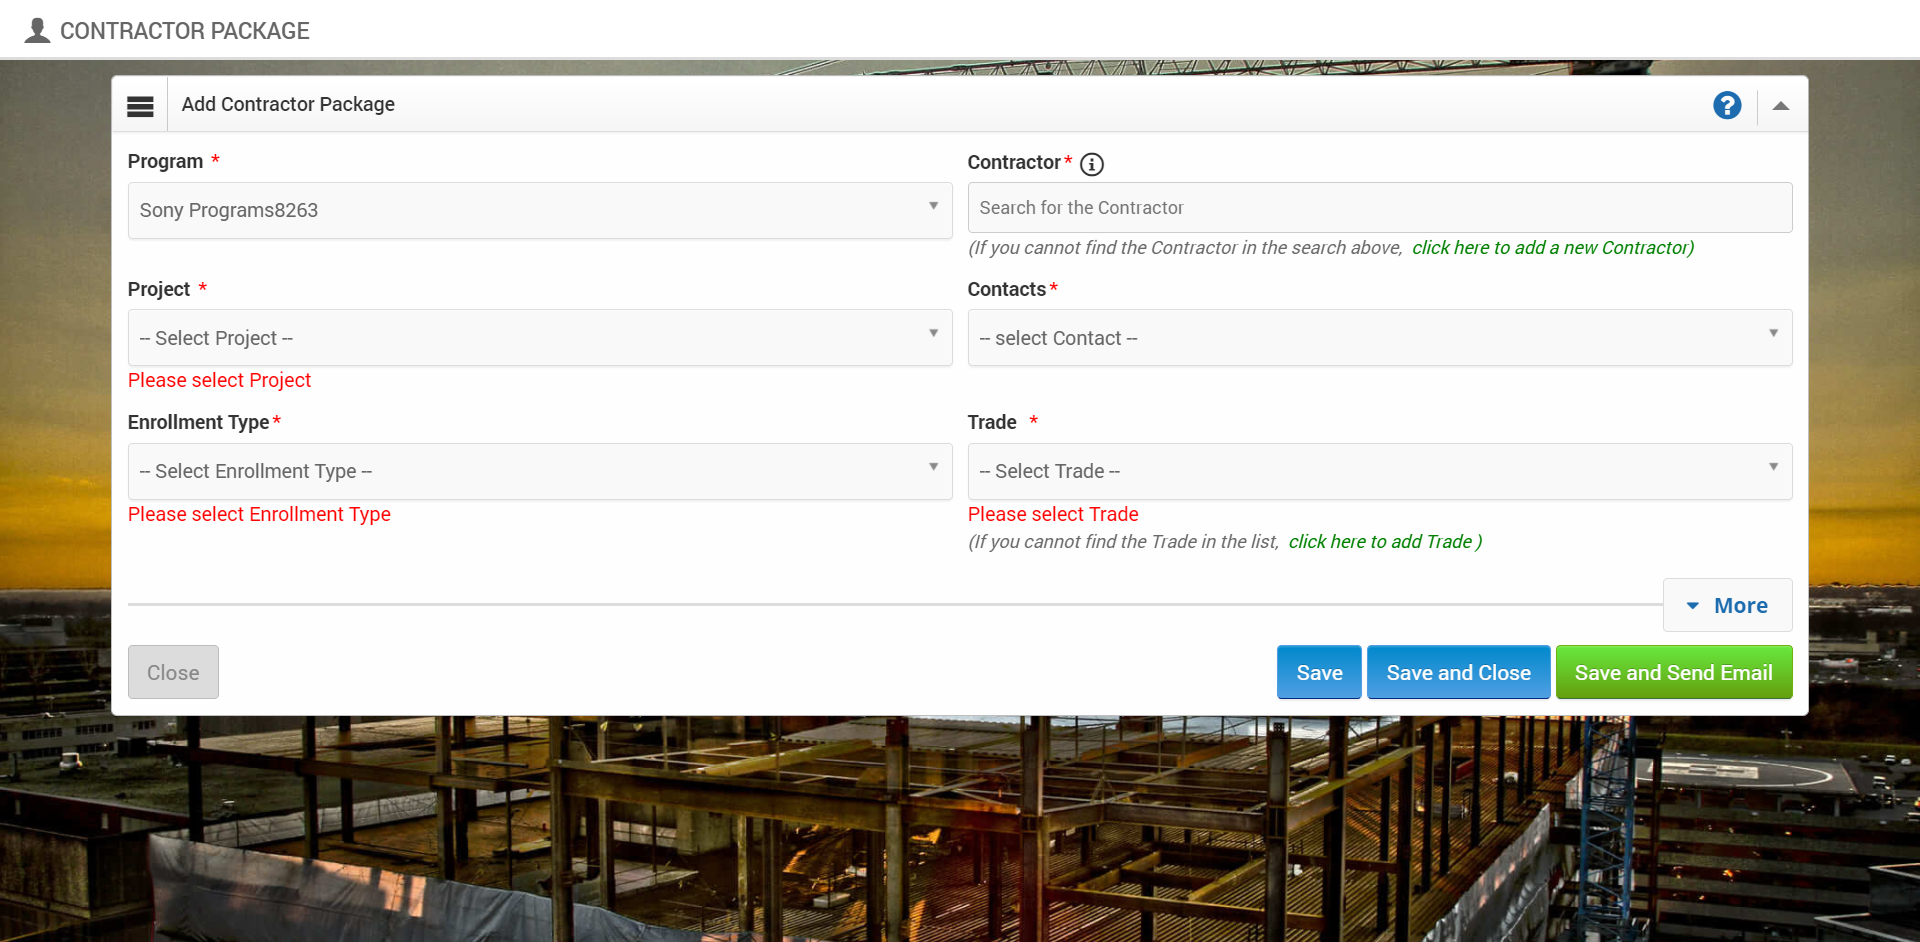 CONTRACTOR PACKAGE
Add Contractor Package
?
Program *
Contractor* i
Sony Programs8263
Search for the Contractor
(If you cannot find the Contractor in the search above, click here to add a new Contractor)
Project *
Contacts*
-- Select Project --
-- select Contact --
Please select Project
Enrollment Type*
Trade *
-- Select Enrollment Type --
-- Select Trade --
Please select Enrollment Type
Please select Trade
(If you cannot find the Trade in the list, click here to add Trade )
More
Close
Save
Save and Close
Save and Send Email